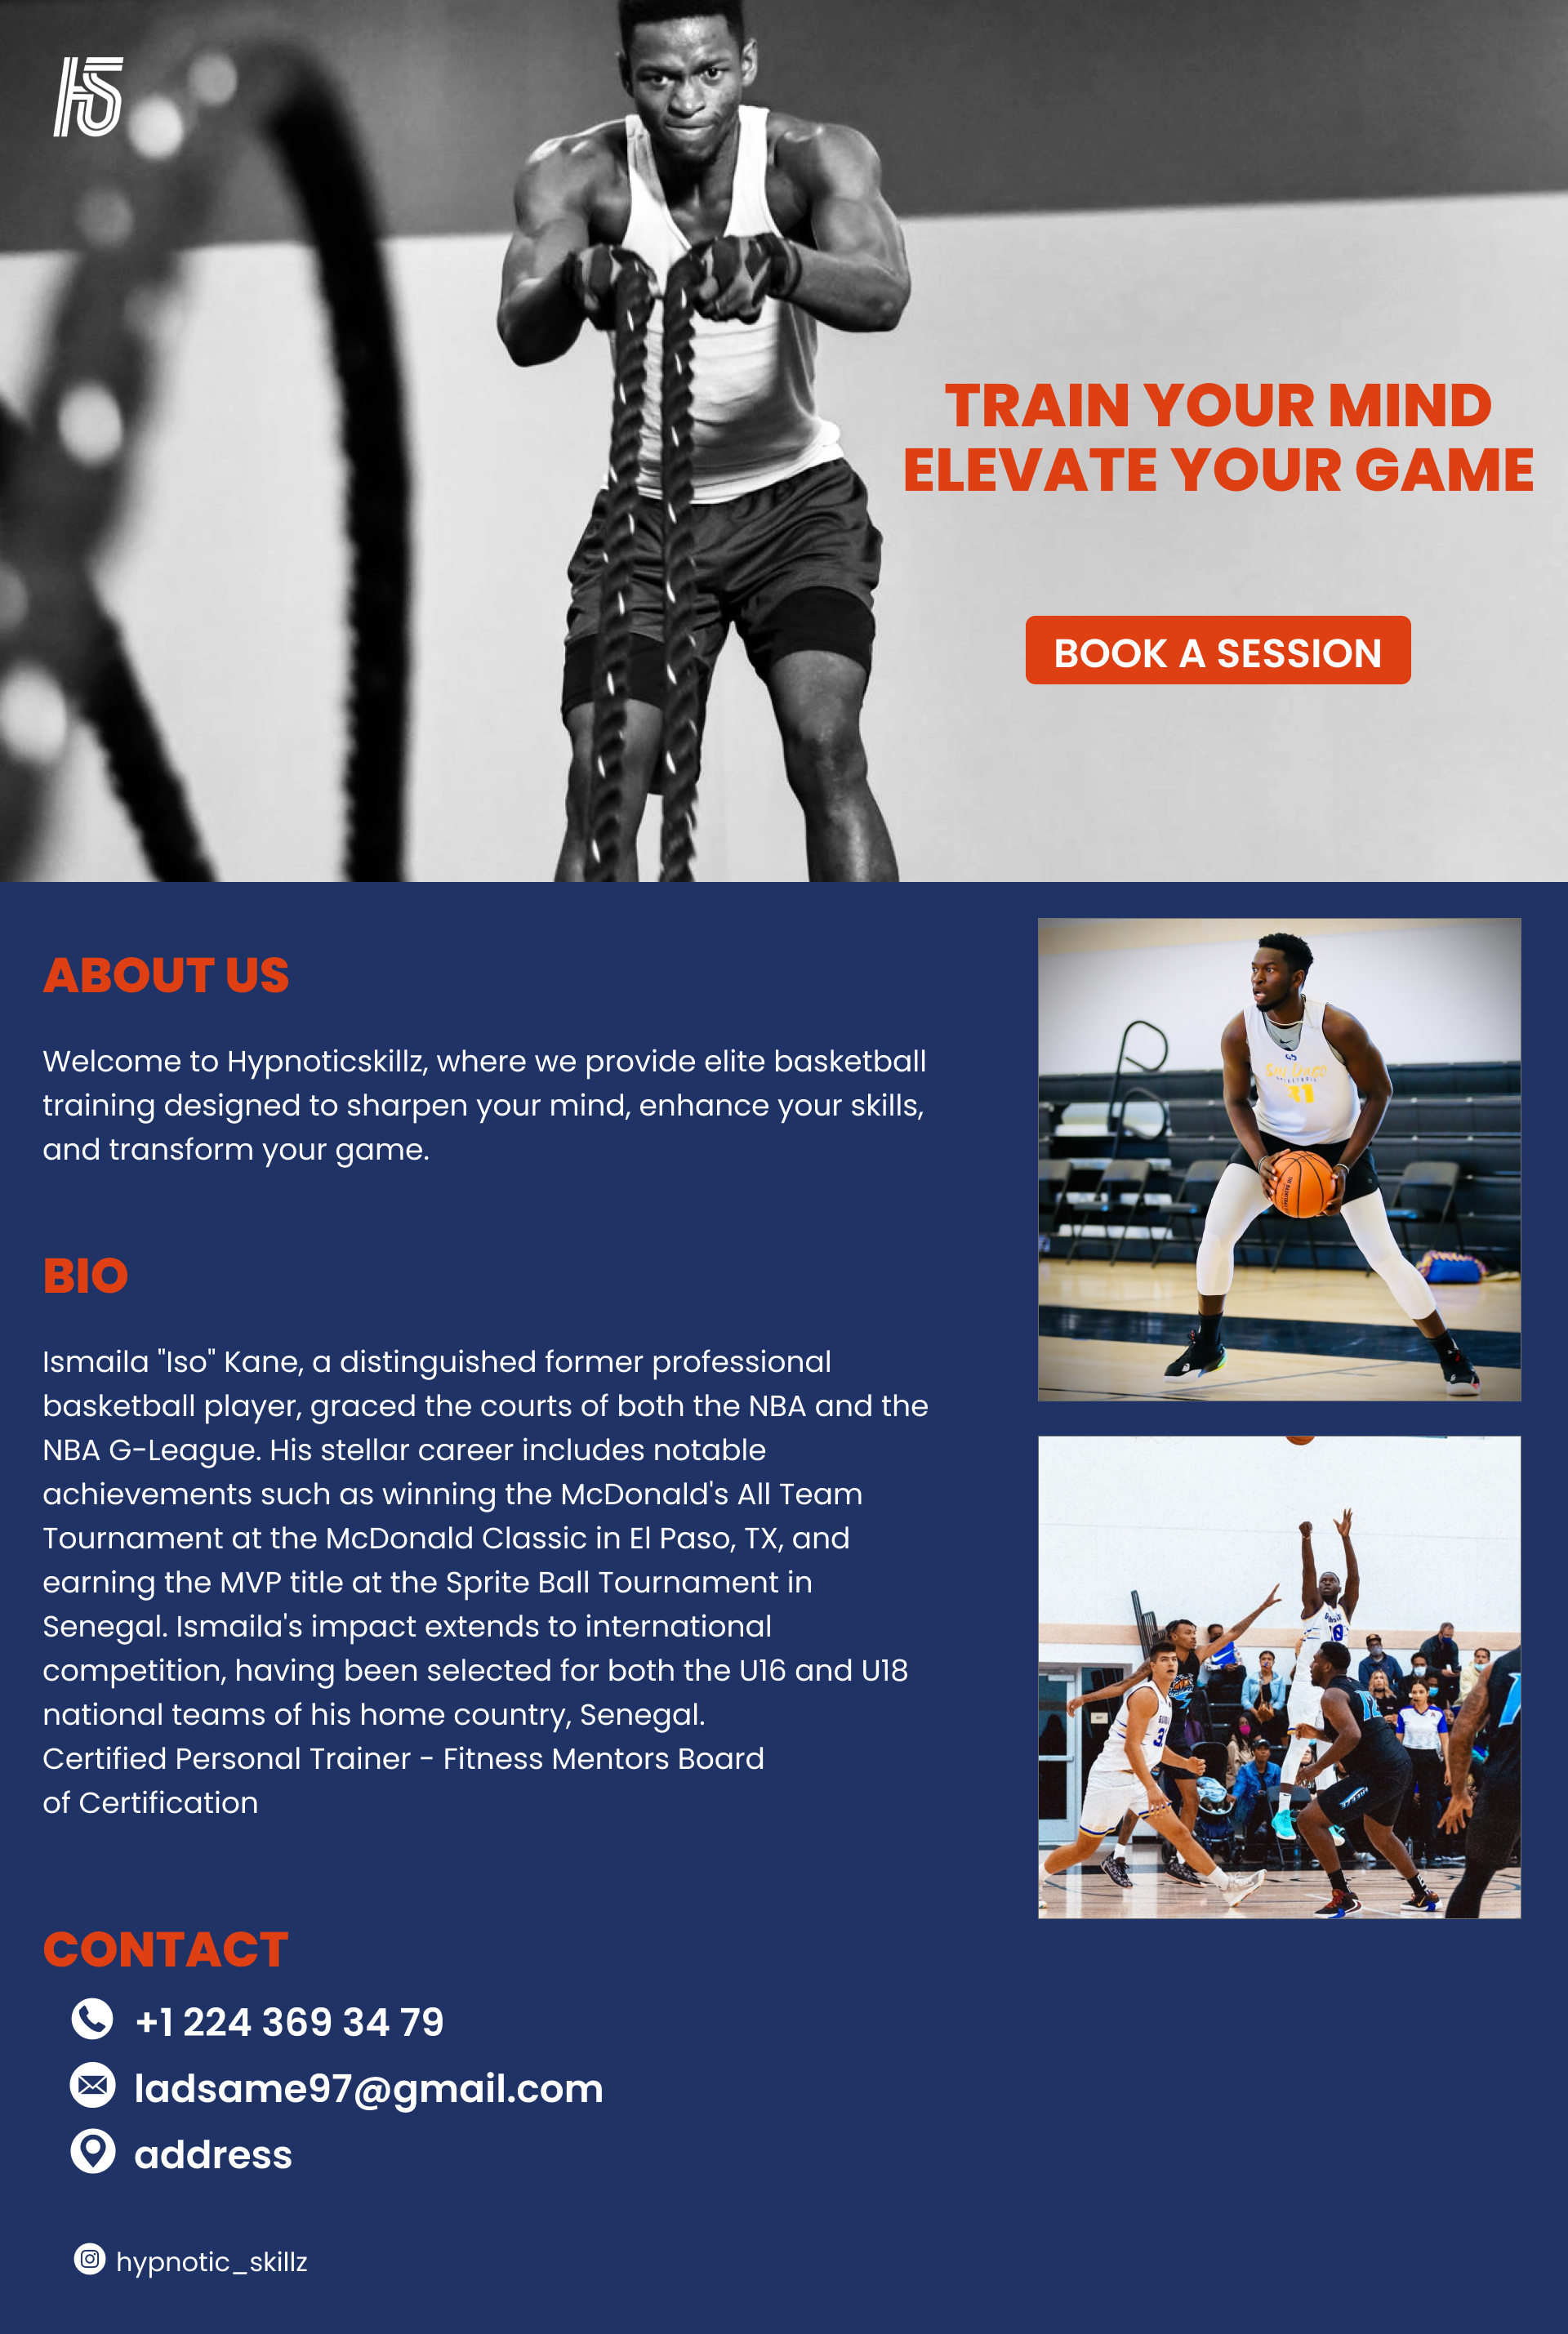 HS
TRAIN YOUR MIND
ELEVATE YOUR GAME
BOOK A SESSION
ABOUT US
Welcome to Hypnoticskillz, where we provide elite basketball
training designed to sharpen your mind, enhance your skills,
and transform your game.
BIO
Ismaila "Iso" Kane, a distinguished former professional
basketball player, graced the courts of both the NBA and the
NBA G-League. His stellar career includes notable
achievements such as winning the McDonald's All Team
Tournament at the McDonald Classic in El Paso, TX, and
earning the MVP title at the Sprite Ball Tournament in
Senegal. Ismaila's impact extends to international
competition, having been selected for both the U16 and U18
national teams of his home country, Senegal.
Certified Personal Trainer - Fitness Mentors Board
of Certification
CONTACT
+1 224 369 34 79
ladsame97@gmail.com
address
hypnotic_skillz